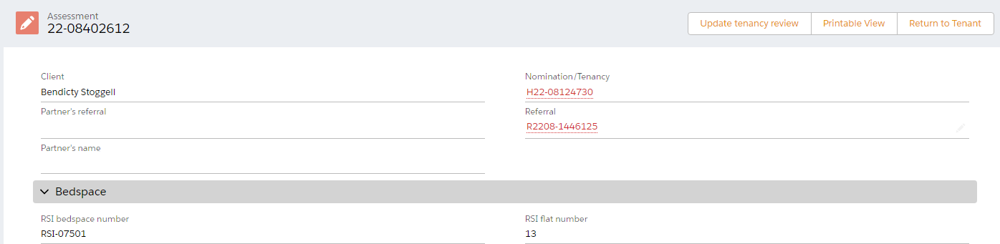 Assessment
22-08402612
Update tenancy review
Printable View
Return to Tenant
Client
Nomination/Tenancy
Bendicty Stoggell
H22-08124730
Partner's referral
Referral
R2208-1446125
Partner's name
Bedspace
RSI bedspace number
RSI flat number
RSI-07501
13